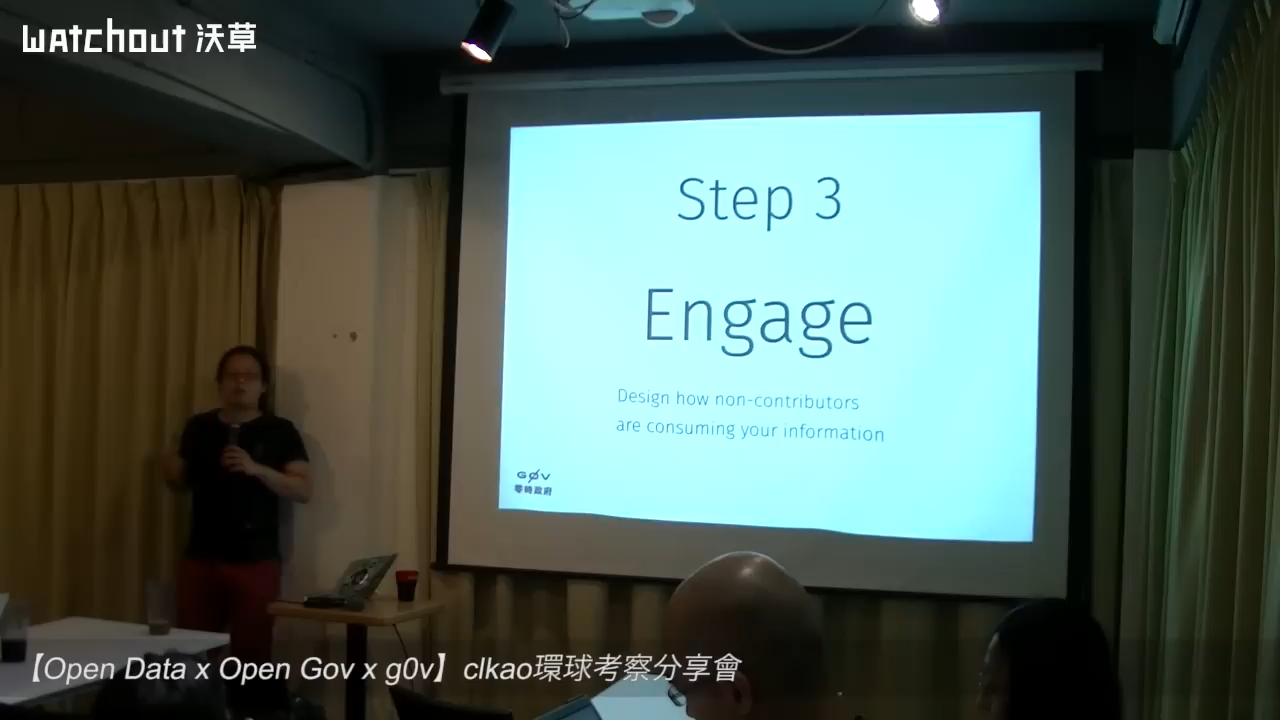 watchout 沃草
Step 3
Engage
Design how non-contributors
are consuming your information
GØV
零時政府
【Open Data x Open Gov x g0v】clkao環球考察分享會